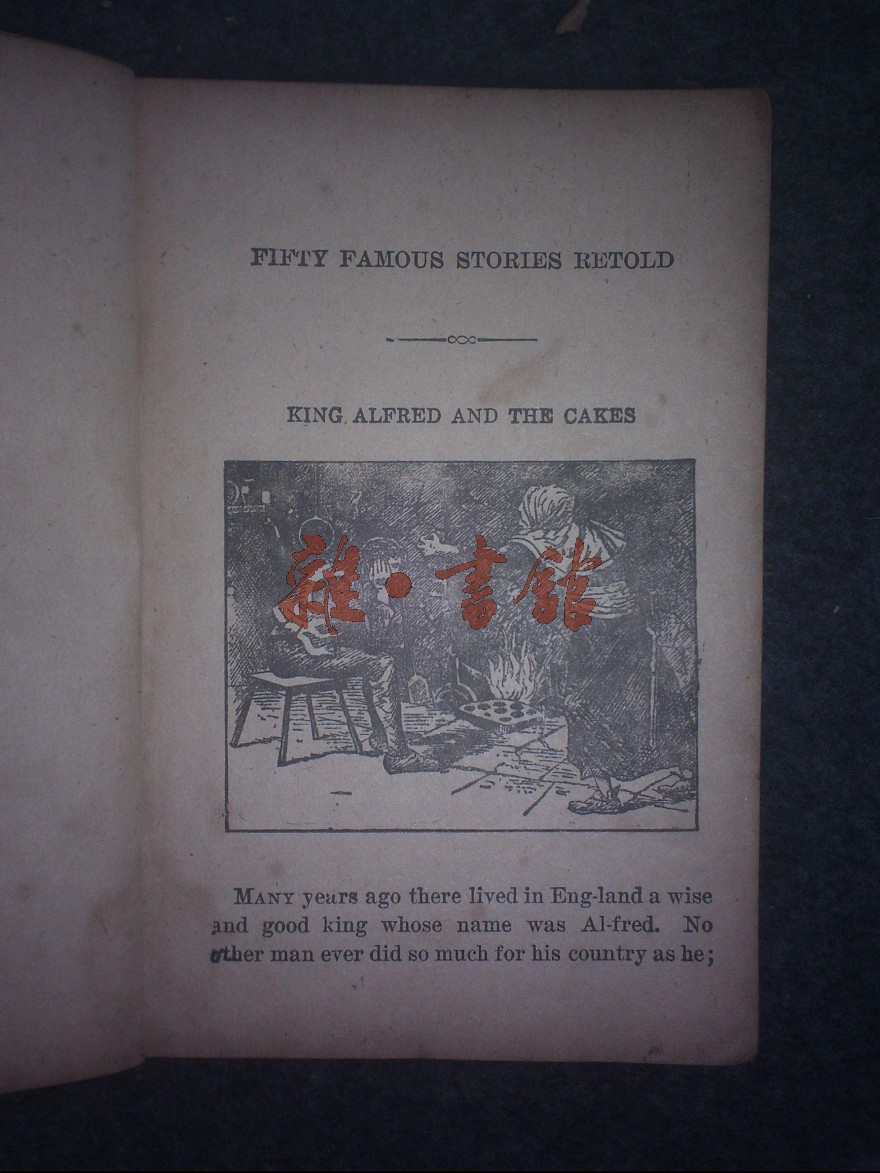 FIFTY FAMOUS STORIES RETOLD
KING ALFRED AND THE CAKES
雜·書館
MANY years ago there lived in Eng-land a wise
and good king whose name was Al-fred. No
other man ever did so much for his country as he;